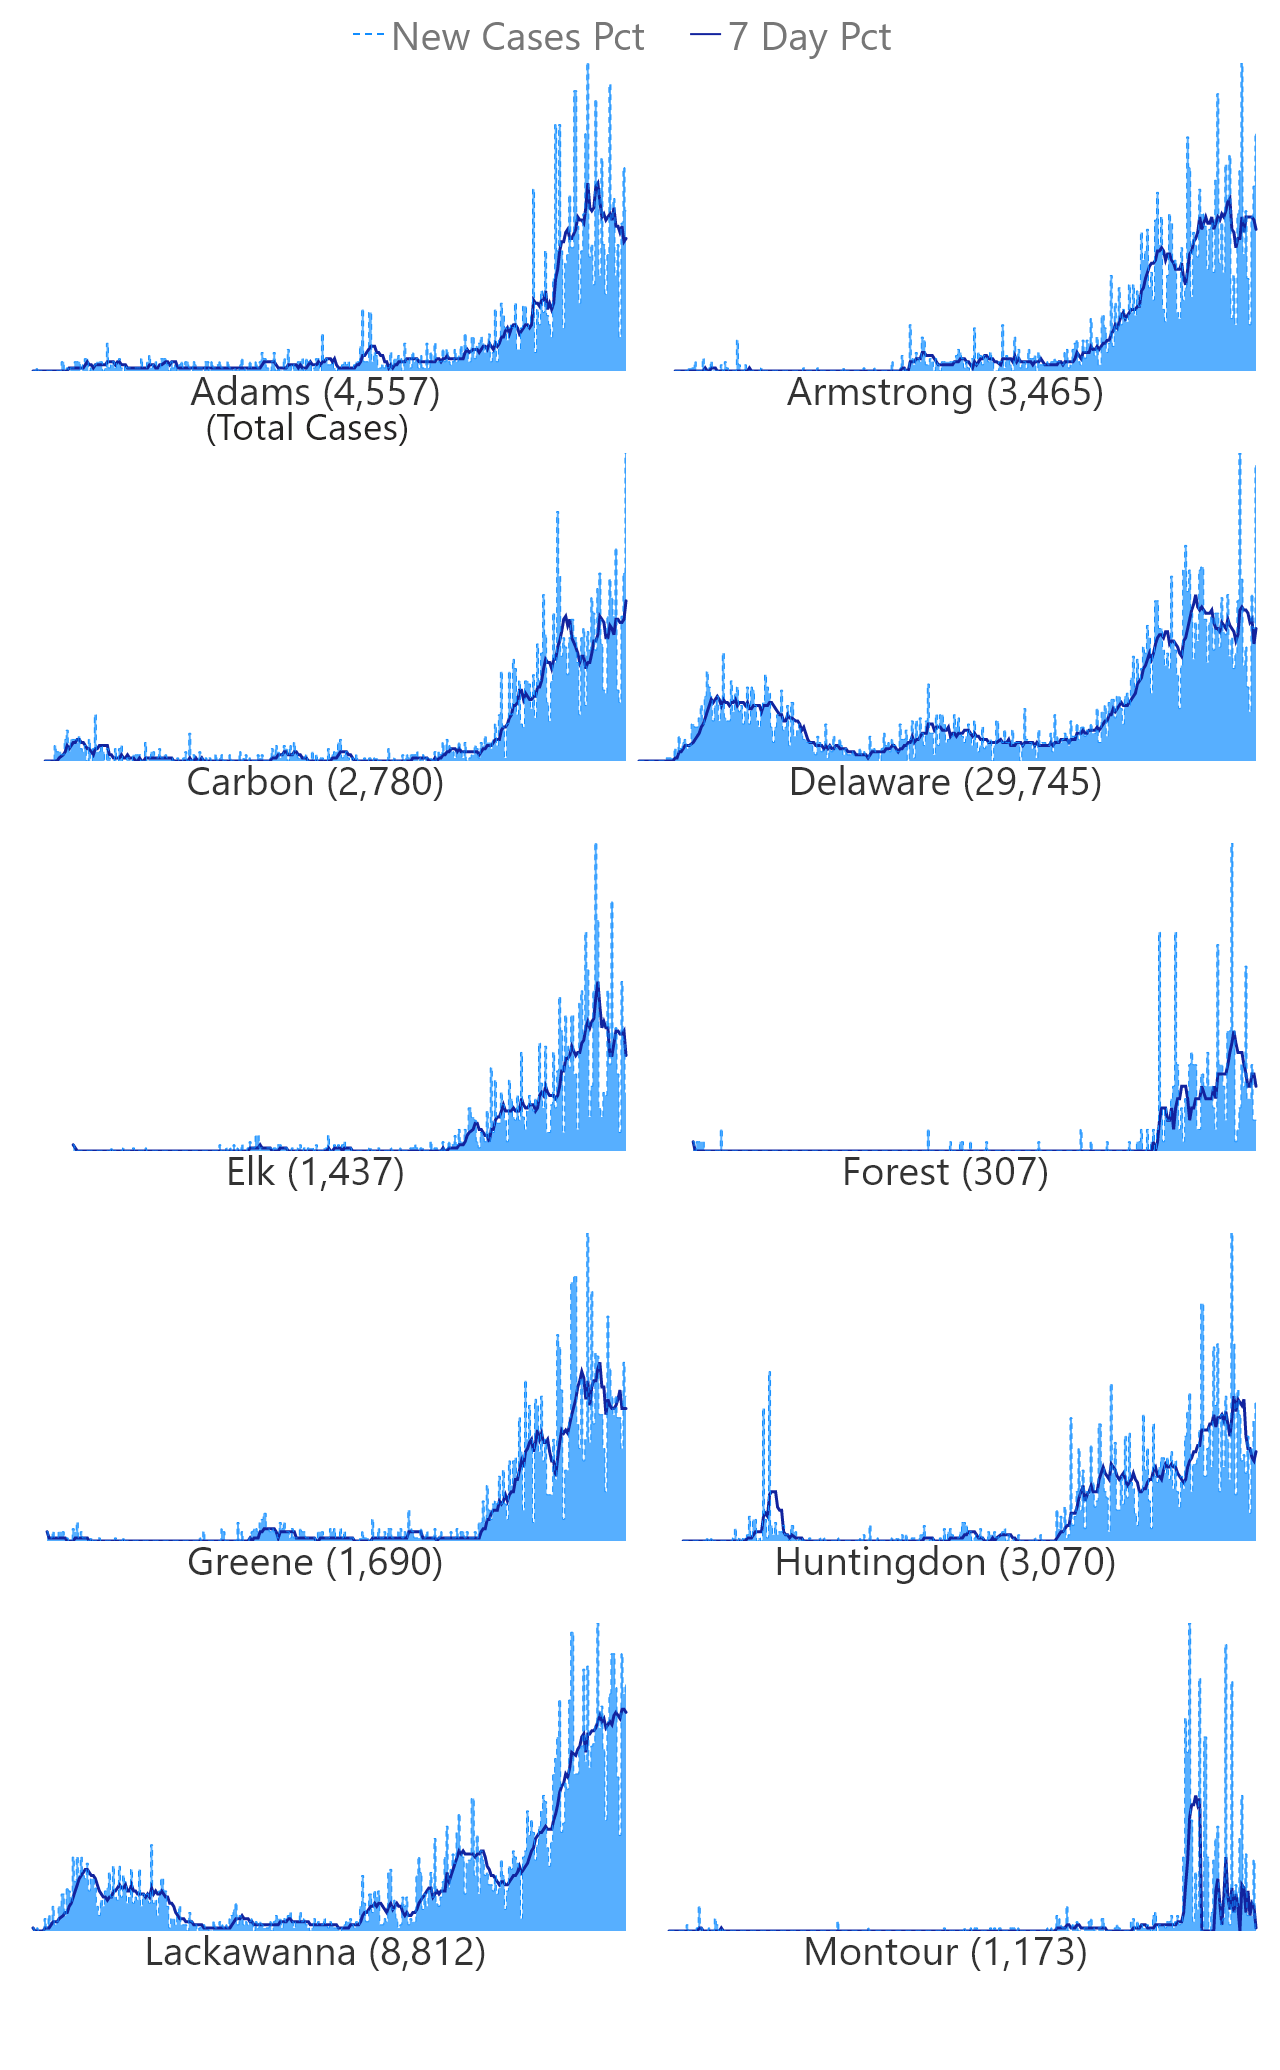 New Cases Pct 7 Day Pct
Adams (4,557)
(Total Cases)
Armstrong (3,465)
Carbon (2,780)
Delaware (29,745)
Elk (1,437)
Forest (307)
Greene (1,690)
Huntingdon (3,070)
Lackawanna (8,812)
Montour (1,173)